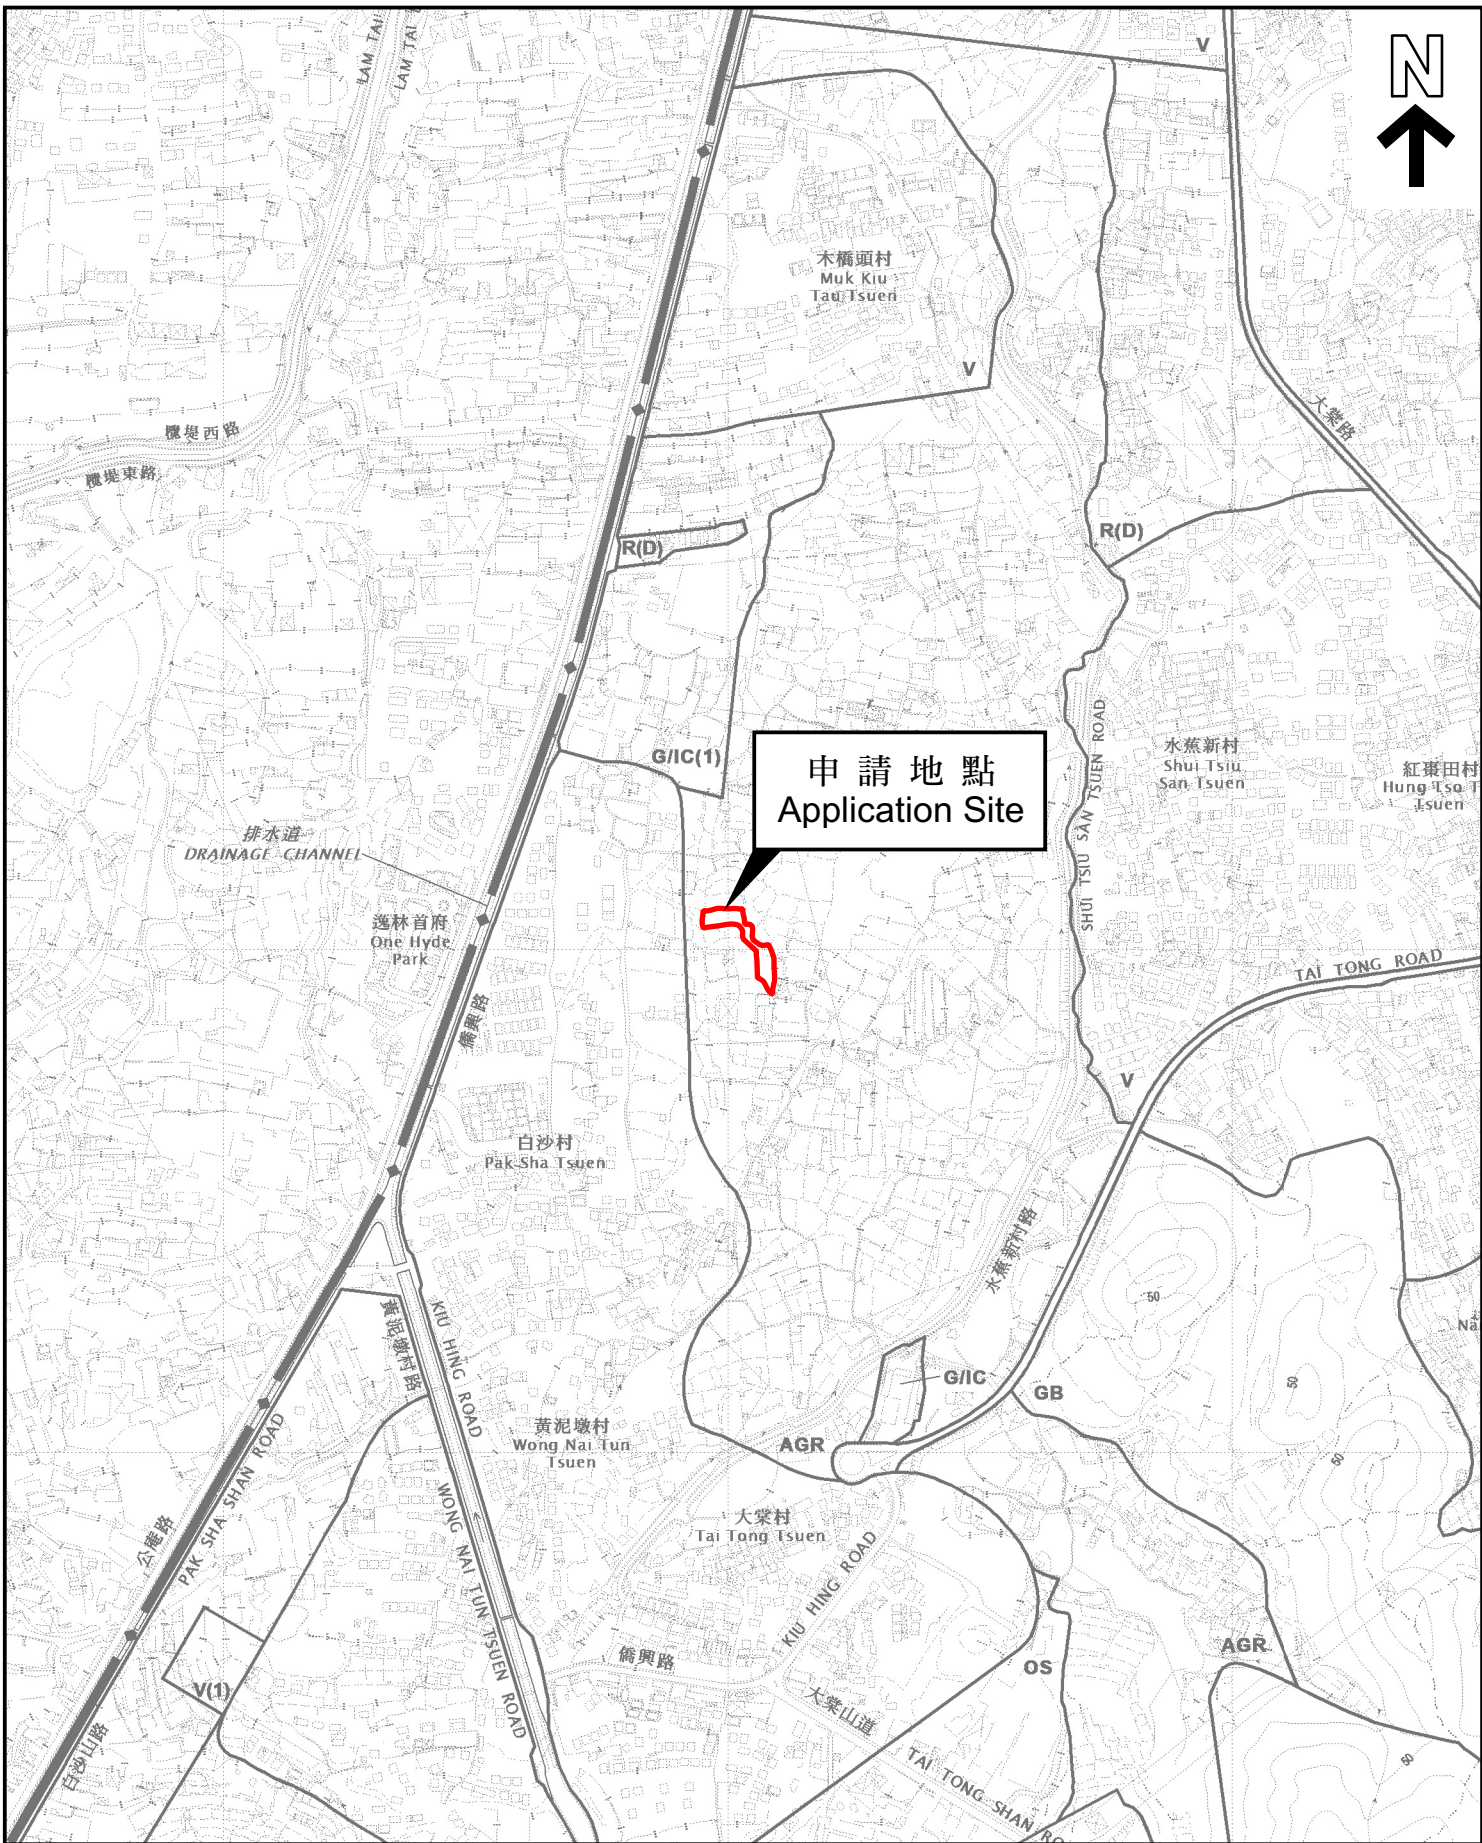 LAM TAI
LAM TAI
V
N
木橋頭村
Muk Kiu
Tau Tsuen
V
大棠路
欖堤西路
欖堤東路
R(D)
R(D)
G/IC(1)
申請地點
Application Site
SHUI TSIU SAN TSUEN ROAD
水蕉新村
Shui Tsiu
San Tsuen
紅棗田村
Hung Tso T
Tsuen
排水道
DRAINAGE CHANNEL
逸林首府
One Hyde
Park
僑興路
TAI TONG ROAD
V
白沙村
Pak Sha Tsuen
水蕉新村路
50
Na
黃泥墩村路
KIU HING ROAD
G/IC
GB
50
黃泥墩村
Wong Nai Tun
Tsuen
AGR
50
大棠村
Tai Tong Tsuen
公庵路
PAK SHA SHAN ROAD
WONG NAI TUN TSUEN ROAD
KIU HING ROAD
僑興路
OS
AGR
V(1)
大棠山道
TAI TONG SHAN RO
白沙山路
50